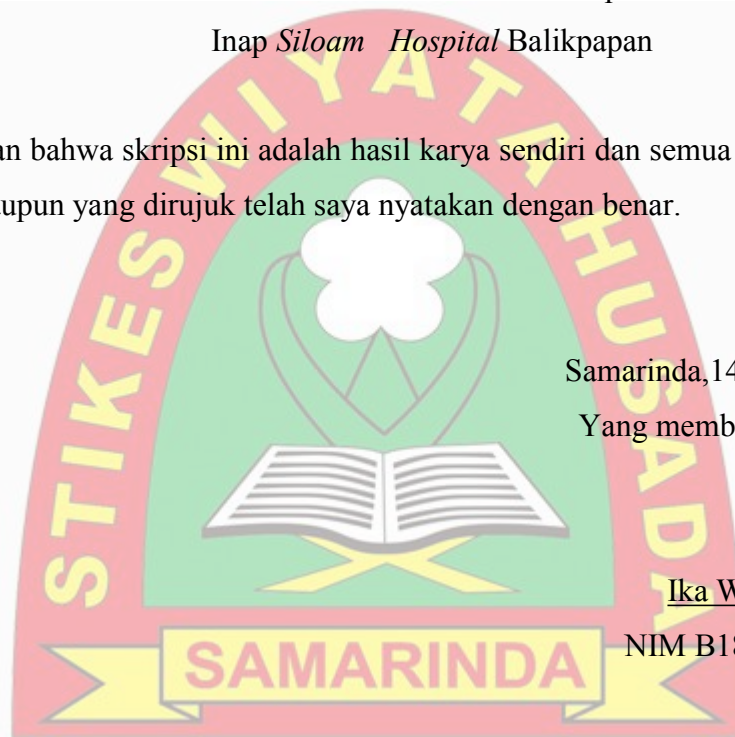 Inap Siloam Hospital Balikpapan
an bahwa skripsi ini adalah hasil karya sendiri dan semua
upun yang dirujuk telah saya nyatakan dengan benar.
STIKES WIYATA HUSADA
Samarinda,14
Yang memb
Ika W
NIM B18
SAMARINDA